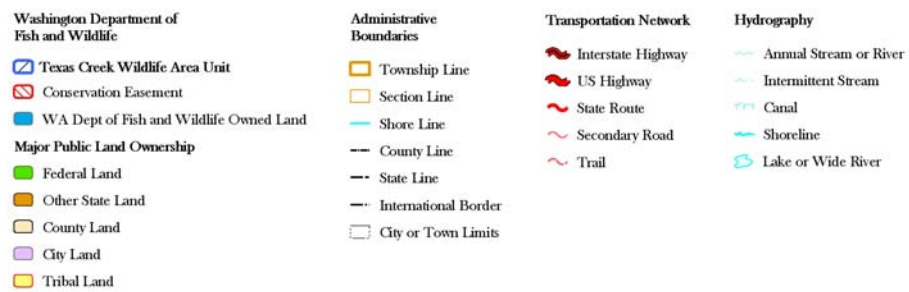 Washington Department of
Fish and Wildlife
Texas Creek Wildlife Area Unit
Conservation Easement
WA Dept of Fish and Wildlife Owned Land
Major Public Land Ownership
Federal Land
Other State Land
County Land
City Land
Tribal Land
Administrative
Boundaries
Township Line
Section Line
Shore Line
County Line
State Line
International Border
City or Town Limits
Transportation Network
Interstate Highway
US Highway
State Route
Secondary Road
Trail
Hydrography
Annual Stream or River
Intermittent Stream
Canal
Shoreline
Lake or Wide River